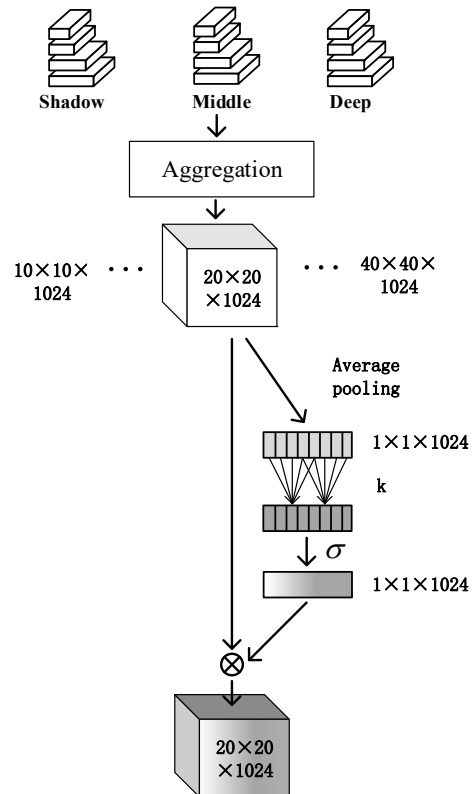 Shadow
Middle
Deep
Aggregation
10×10×
1024
···
20×20
×1024
···
40×40×
1024
Average
pooling
1×1×1024
k
σ
1×1×1024
20×20
×1024